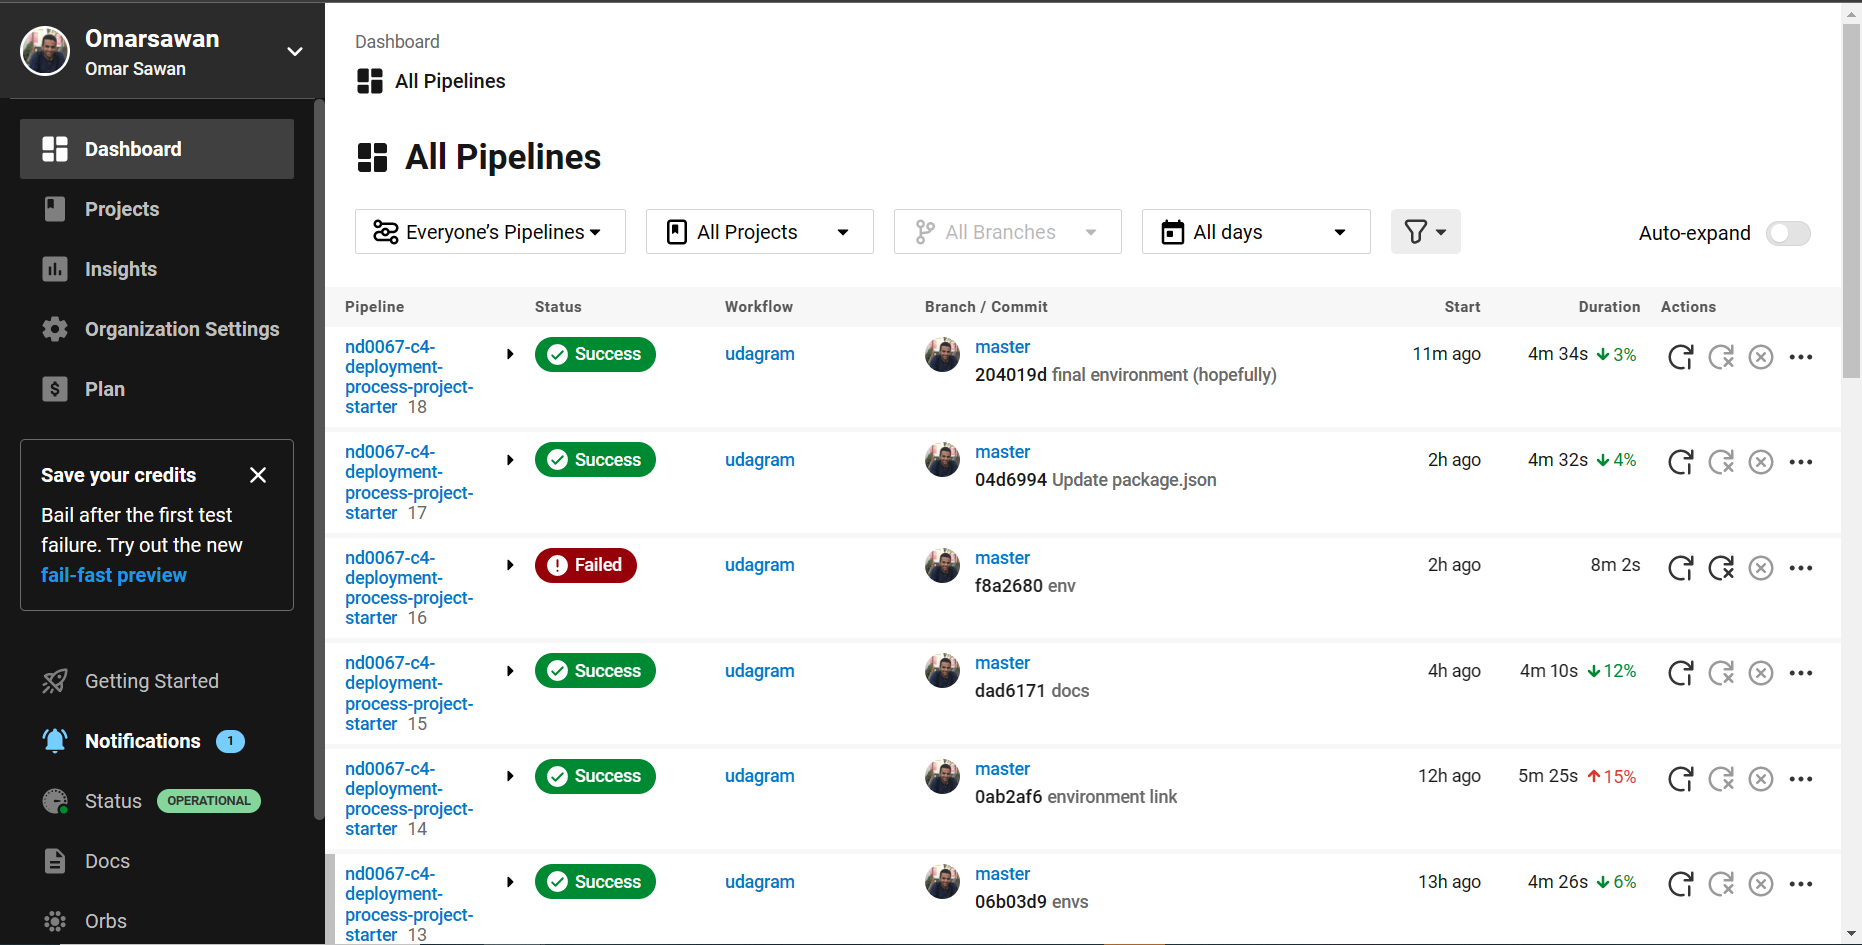 Omarsawan
Omar Sawan
Dashboard
Projects
Insights
Organization Settings
Plan
Save your credits
Bail after the first test
failure. Try out the new
fail-fast preview
Getting Started
Notifications 1
Status OPERATIONAL
Docs
Orbs
Dashboard
All Pipelines
All Pipelines
Everyone’s Pipelines All Projects All Branches All days Auto-expand
Pipeline Status Workflow Branch / Commit Start Duration Actions
nd0067-c4-
deployment-
process-project-
starter 18
Success
udagram
master
204019d final environment (hopefully)
11m ago
4m 34s 3%
nd0067-c4-
deployment-
process-project-
starter 17
Success
udagram
master
04d6994 Update package.json
2h ago
4m 32s 4%
nd0067-c4-
deployment-
process-project-
starter 16
Failed
udagram
master
f8a2680 env
2h ago
8m 2s
nd0067-c4-
deployment-
process-project-
starter 15
Success
udagram
master
dad6171 docs
4h ago
4m 10s 12%
nd0067-c4-
deployment-
process-project-
starter 14
Success
udagram
master
0ab2af6 environment link
12h ago
5m 25s 15%
nd0067-c4-
deployment-
process-project-
starter 13
Success
udagram
master
06b03d9 envs
13h ago
4m 26s 6%